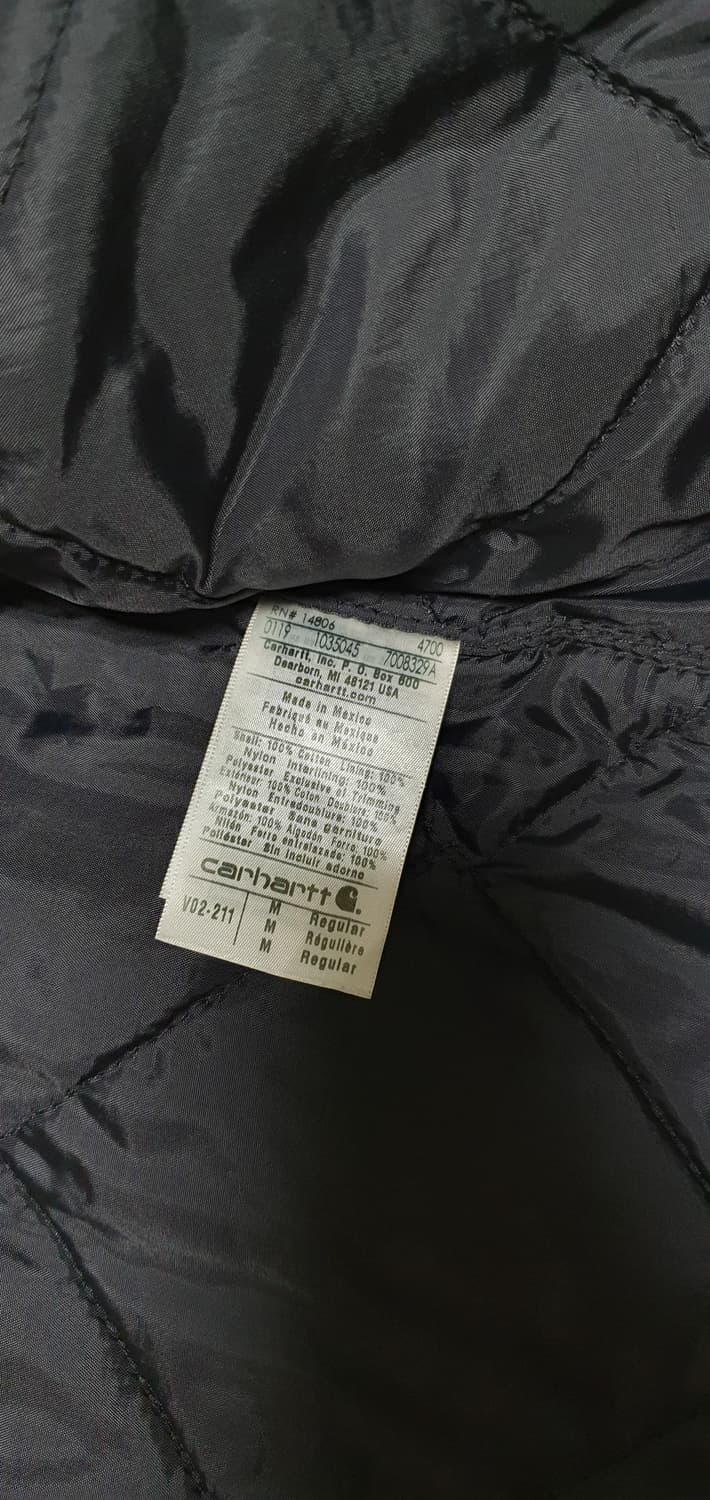 RN# 14806 4700
0119 1035045 7008329A
Carhartt, Inc. P. O. Box 600
Dearborn, MI 48121 USA
carhartt.com
Made in Mexico
Fabriqué au Mexique
Hecho en México
Shell: 100% Cotton Lining: 100%
Nylon Interlining: 100%
Polyester Exclusive of Trimming
Extérieur: 100% Coton Doublure: 100%
Nylon Entredoublure: 100%
Polyester sans garniture
Armazón: 100% Algodón Forro: 100%
Nilón Forro entrelazado: 100%
Poliéster Sin incluir adorno
carhartt
V02-211 M Regular
M Régulière
M Regular